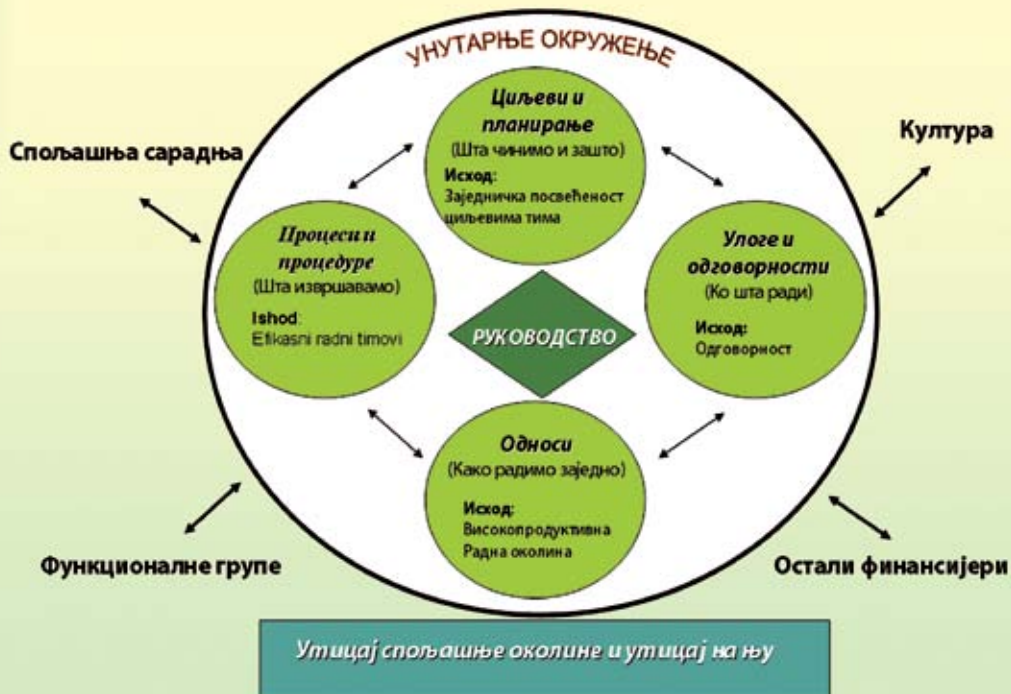 УНУТАРЊЕ ОКРУЖЕЊЕ
Циљеви и
планирање
(Шта чинимо и зашто)
Исход:
Заједничка посвећеност
циљевима тима
Спољашња сарадња
Култура
Процеси и
процедуре
(Шта извршавамо)
Ishod:
Efikasni radni timovi
РУКОВОДСТВО
Улоге и
одговорности
(Ко шта ради)
Исход:
Одговорност
Односи
(Како радимо заједно)
Исход:
Високопродуктивна
Радна околина
Функционалне групе
Остали финансијери
Утицај спољашње околине и утицај на њу